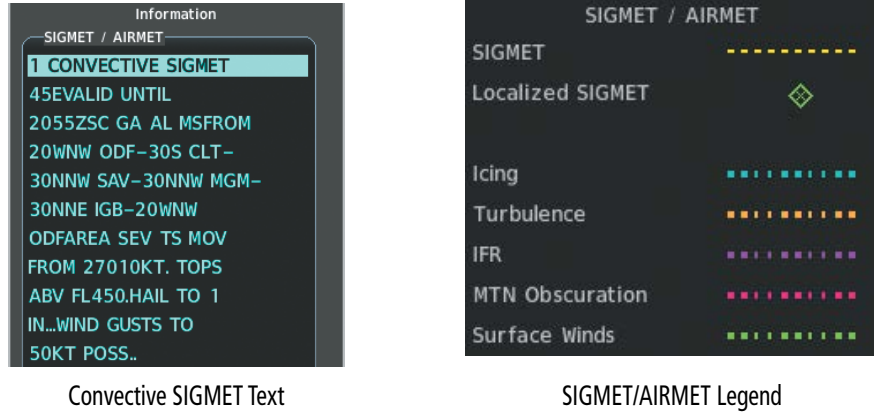 Information
SIGMET / AIRMET
1 CONVECTIVE SIGMET
45EVALID UNTIL
2055ZSC GA AL MSFROM
20WNW ODF-30S CLT-
30NNW SAV-30NNW MGM-
30NNE IGB-20WNW
ODFAREA SEV TS MOV
FROM 27010KT. TOPS
ABV FL450.HAIL TO 1
IN...WIND GUSTS TO
50KT POSS..
Convective SIGMET Text
SIGMET / AIRMET
SIGMET
Localized SIGMET
Icing
Turbulence
IFR
MTN Obscuration
Surface Winds
SIGMET/AIRMET Legend